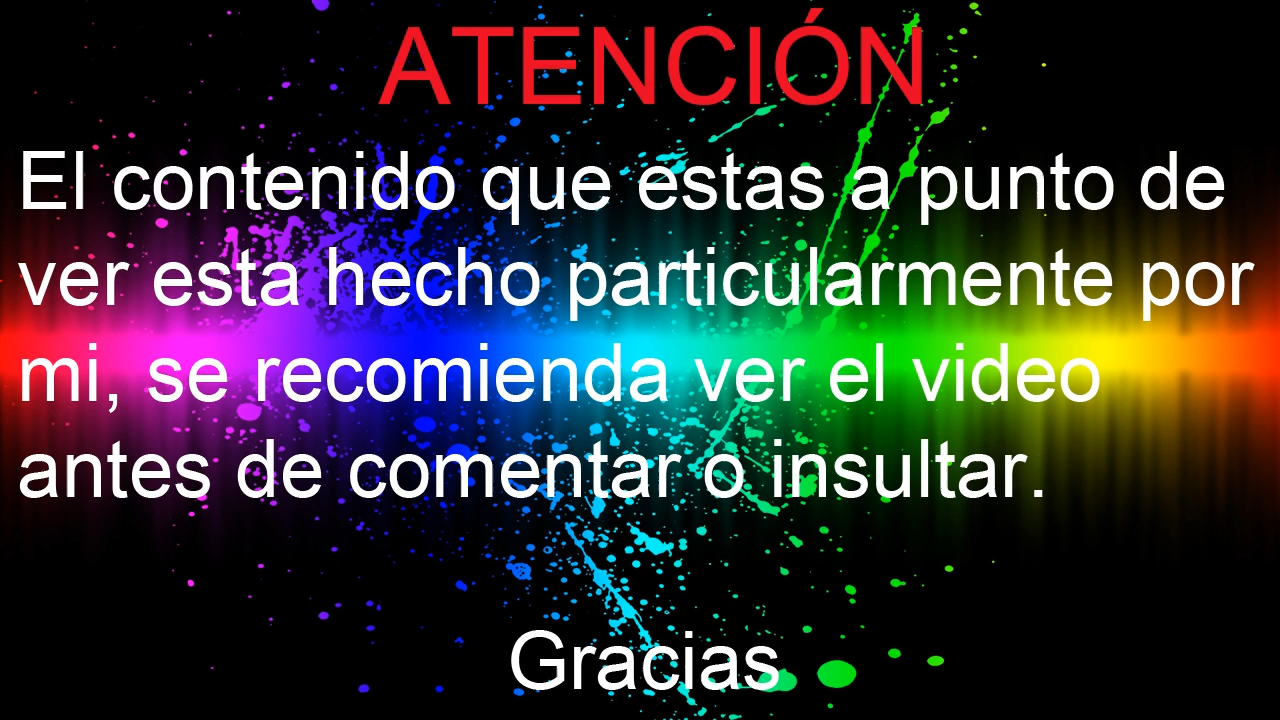 ATENCIÓN
El contenido que estas a punto de
ver esta hecho particularmente por
mi, se recomienda ver el video
antes de comentar o insultar.
Gracias